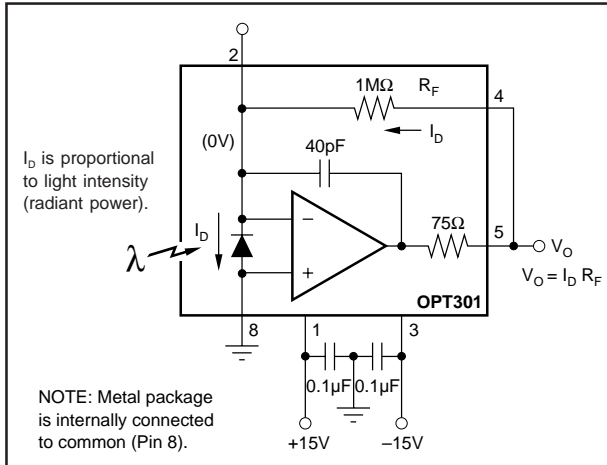 2
1MΩ R_F
4
I_D
(0V)
40pF
I_D is proportional
to light intensity
(radiant power).
I_D
λ
–
+
75Ω
5
V_O
V_O = I_D R_F
OPT301
8
1
3
0.1µF 0.1µF
NOTE: Metal package
is internally connected
to common (Pin 8).
+15V
–15V